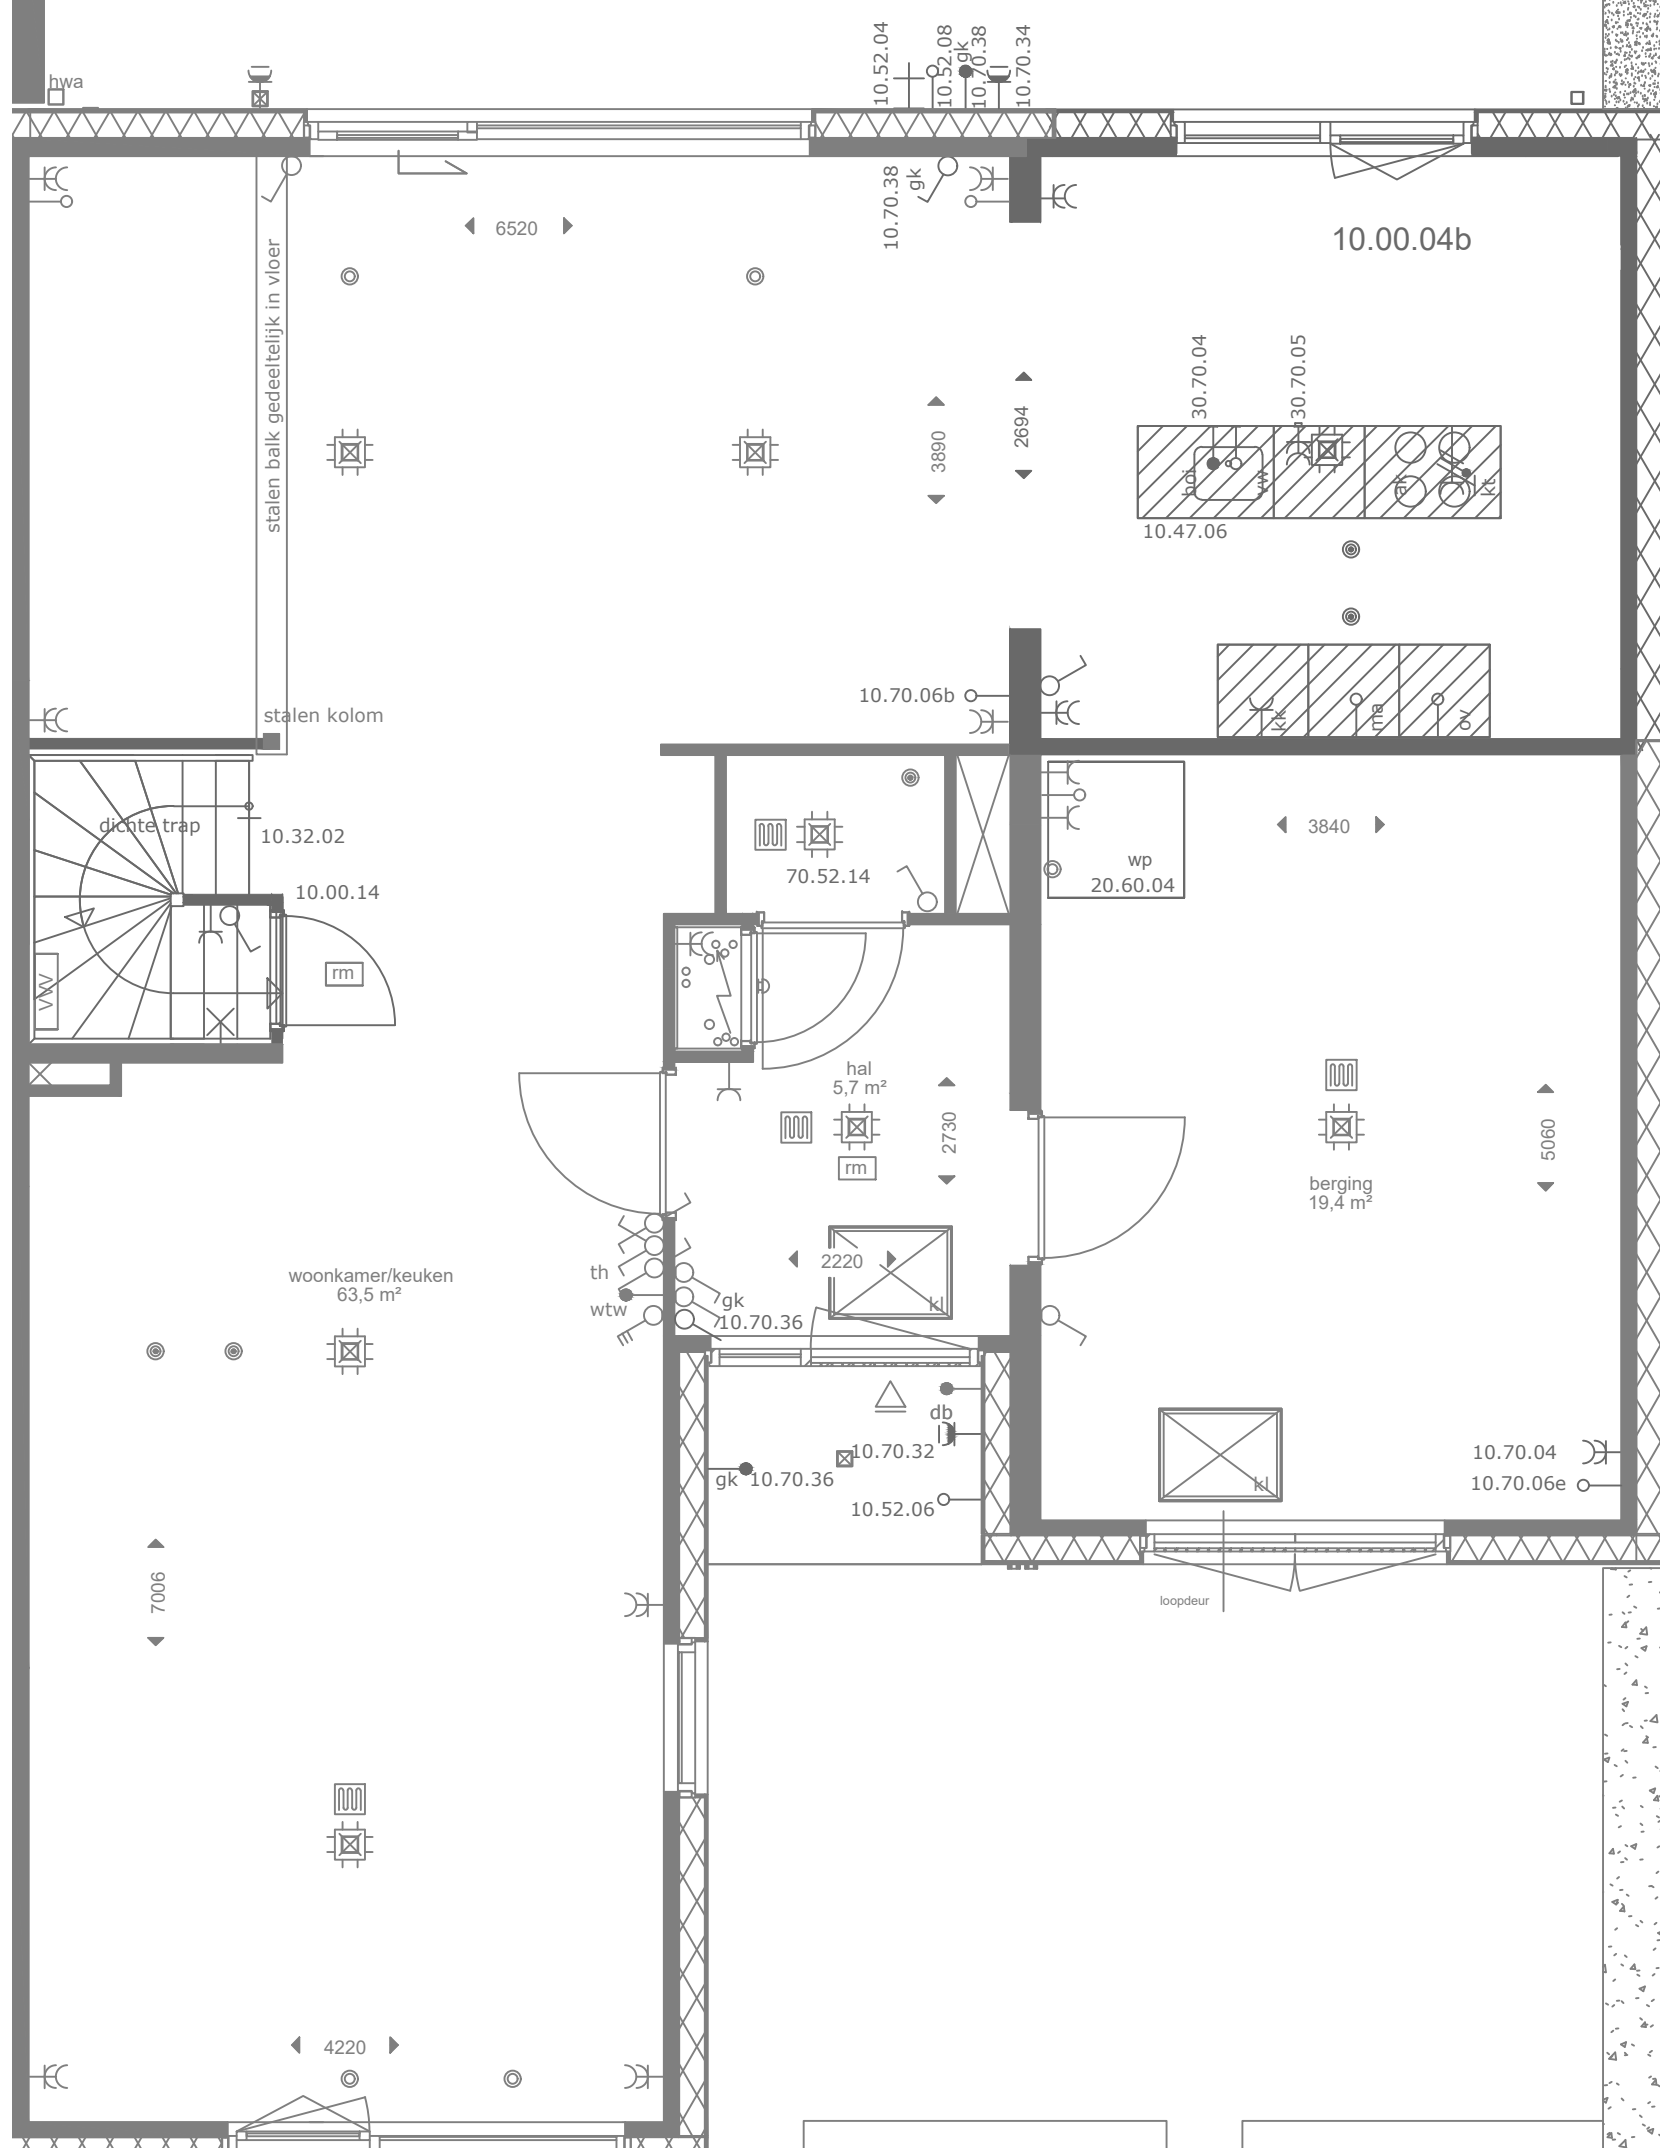 10.52.04
10.52.08
gk
10.70.38
10.70.34
hwa
10.70.38
gk
6520
10.00.04b
stalen balk gedeeltelijk in vloer
3890
2694
30.70.04
30.70.05
vw
kt
10.47.06
10.70.06b
stalen kolom
kk
ma
ov
dichte trap
10.32.02
10.00.14
70.52.14
3840
wp
20.60.04
vwv
rm
hal
5,7 m²
2730
rm
5060
berging
19,4 m²
2220
kl
woonkamer/keuken
63,5 m²
th
wtw
gk
10.70.36
db
10.70.32
gk 10.70.36
10.52.06
10.70.04
10.70.06e
kl
loopdeur
7006
4220